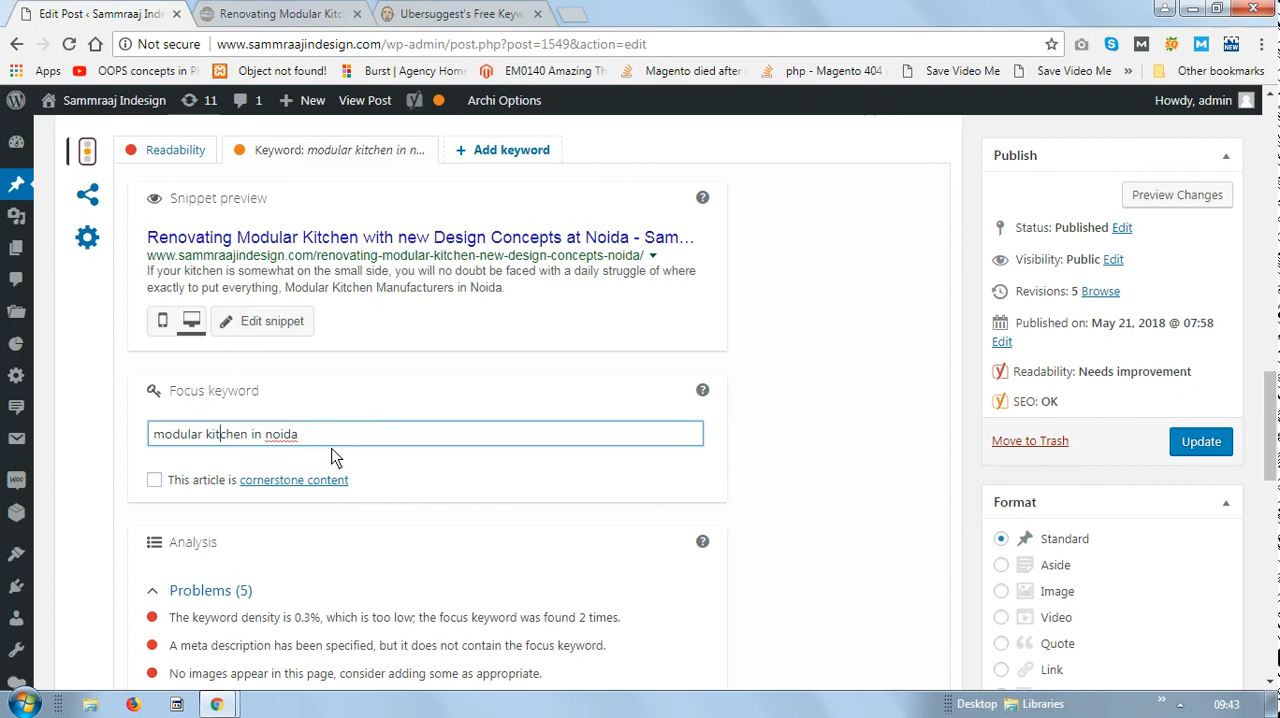 Edit Post ‹ Sammraaj Inde
Renovating Modular Kitch
Ubersuggest's Free Keyw
Not secure
www.sammraajindesign.com/wp-admin/post.php?post=1549&action=edit
Apps
OOPS concepts in P
Object not found!
Burst | Agency Home
EM0140 Amazing Th
Magento died after
php - Magento 404
Save Video Me
Save Video Me
»
Other bookmarks
Sammraaj Indesign
11
1
New
View Post
Archi Options
Howdy, admin
Readability
Keyword: modular kitchen in n...
+ Add keyword
Publish
Preview Changes
Snippet preview
Renovating Modular Kitchen with new Design Concepts at Noida - Sam...
www.sammraajindesign.com/renovating-modular-kitchen-new-design-concepts-noida/
If your kitchen is somewhat on the small side, you will no doubt be faced with a daily struggle of where
exactly to put everything, Modular Kitchen Manufacturers in Noida.
Edit snippet
Status: Published Edit
Visibility: Public Edit
Revisions: 5 Browse
Published on: May 21, 2018 @ 07:58
Edit
Readability: Needs improvement
SEO: OK
Move to Trash
Update
Focus keyword
modular kitchen in noida
This article is cornerstone content
Format
Standard
Aside
Image
Video
Quote
Link
Analysis
Problems (5)
The keyword density is 0.3%, which is too low; the focus keyword was found 2 times.
A meta description has been specified, but it does not contain the focus keyword.
No images appear in this page, consider adding some as appropriate.
Desktop
Libraries
»
09:43